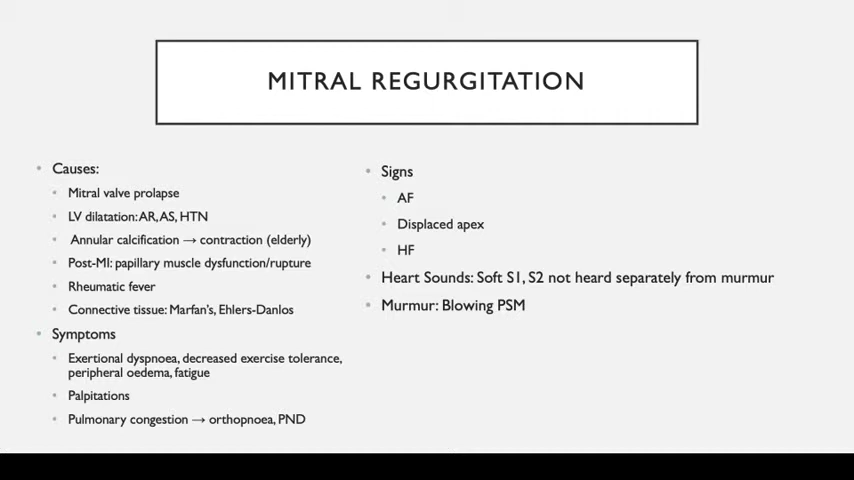 MITRAL REGURGITATION
Causes:
Mitral valve prolapse
LV dilatation: AR, AS, HTN
Annular calcification → contraction (elderly)
Post-MI: papillary muscle dysfunction/rupture
Rheumatic fever
Connective tissue: Marfan's, Ehlers-Danlos
Symptoms
Exertional dyspnoea, decreased exercise tolerance,
peripheral oedema, fatigue
Palpitations
Pulmonary congestion → orthopnoea, PND
Signs
AF
Displaced apex
HF
Heart Sounds: Soft S1, S2 not heard separately from murmur
Murmur: Blowing PSM